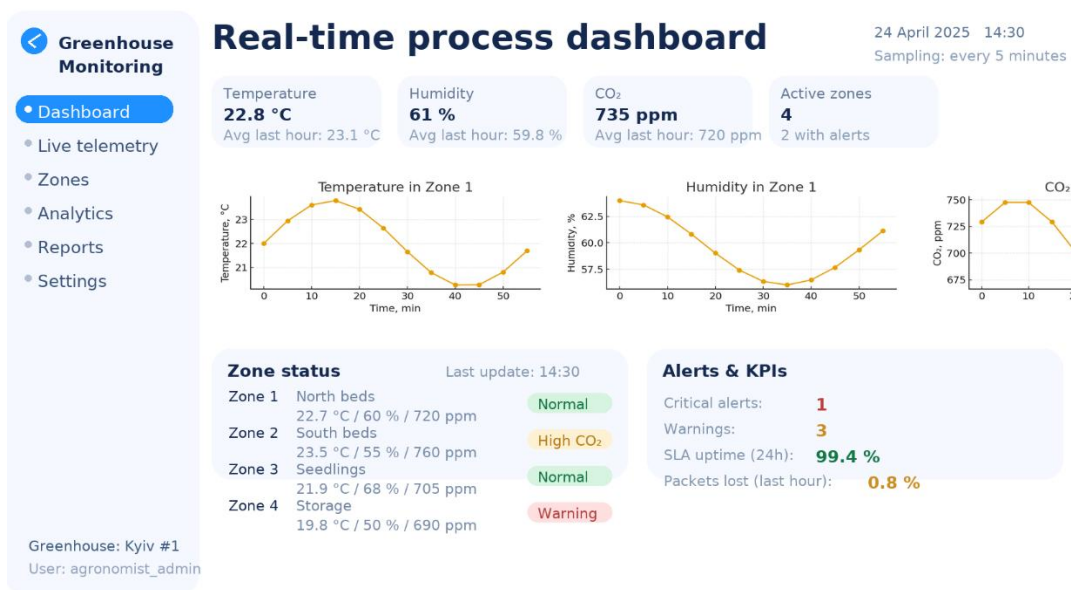 Greenhouse
Monitoring
Dashboard
Live telemetry
Zones
Analytics
Reports
Settings
Greenhouse: Kyiv #1
User: agronomist_admin
Real-time process dashboard
24 April 2025 14:30
Sampling: every 5 minutes
Temperature
22.8 °C
Avg last hour: 23.1 °C
Humidity
61 %
Avg last hour: 59.8 %
CO₂
735 ppm
Avg last hour: 720 ppm
Active zones
4
2 with alerts
Temperature in Zone 1
Temperature, °C
23
22
21
0 10 20 30 40 50
Time, min
Humidity in Zone 1
Humidity, %
62.5
60.0
57.5
0 10 20 30 40 50
Time, min
CO₂
CO₂, ppm
750
725
700
675
0 10
Zone status Last update: 14:30
Zone 1 North beds
22.7 °C / 60 % / 720 ppm
Normal
Zone 2 South beds
23.5 °C / 55 % / 760 ppm
High CO₂
Zone 3 Seedlings
21.9 °C / 68 % / 705 ppm
Normal
Zone 4 Storage
19.8 °C / 50 % / 690 ppm
Warning
Alerts & KPIs
Critical alerts: 1
Warnings: 3
SLA uptime (24h): 99.4 %
Packets lost (last hour): 0.8 %